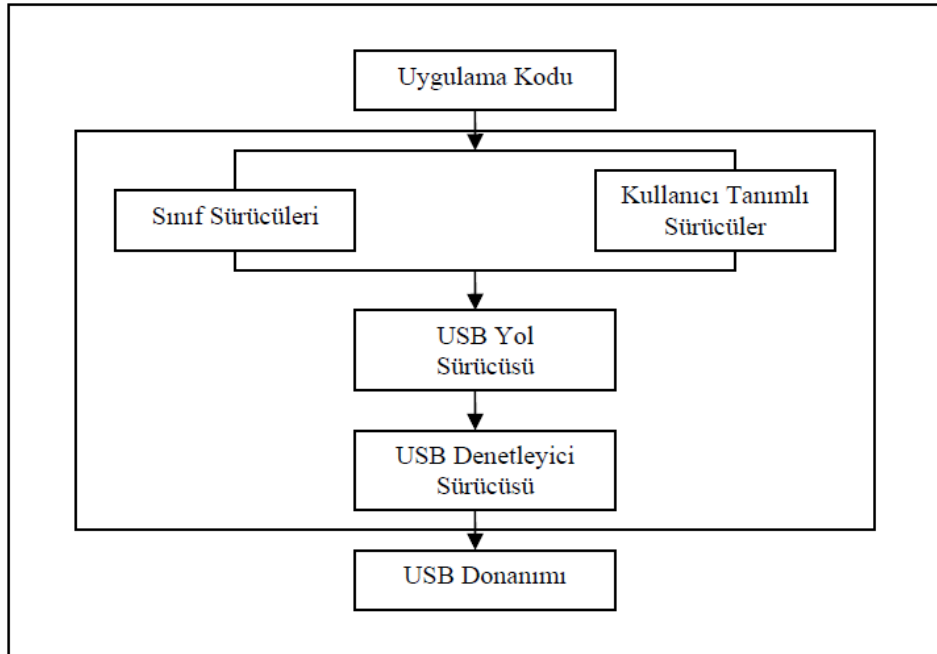 Uygulama Kodu
Sınıf Sürücüleri
Kullanıcı Tanımlı
Sürücüler
USB Yol
Sürücüsü
USB Denetleyici
Sürücüsü
USB Donanımı